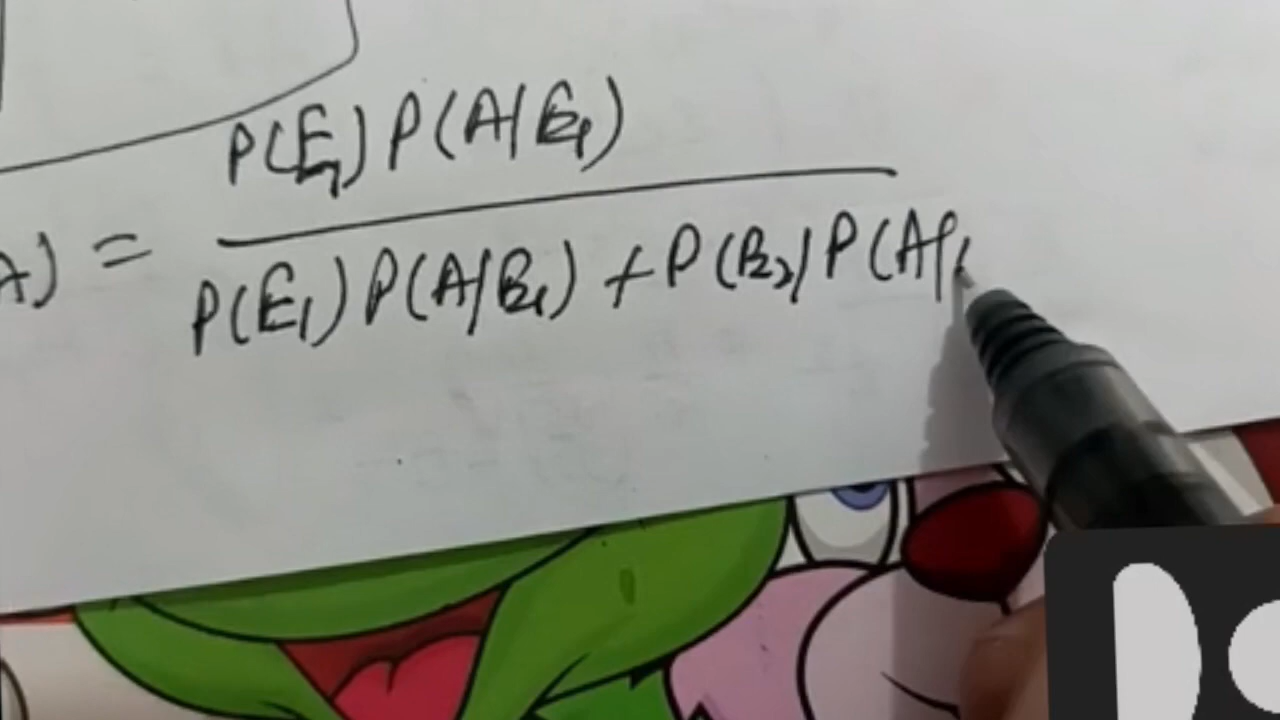 P(E₁) P(A/E₁)
A) =
P(E₁) P(A/E₁) + P(E₂) P(A/